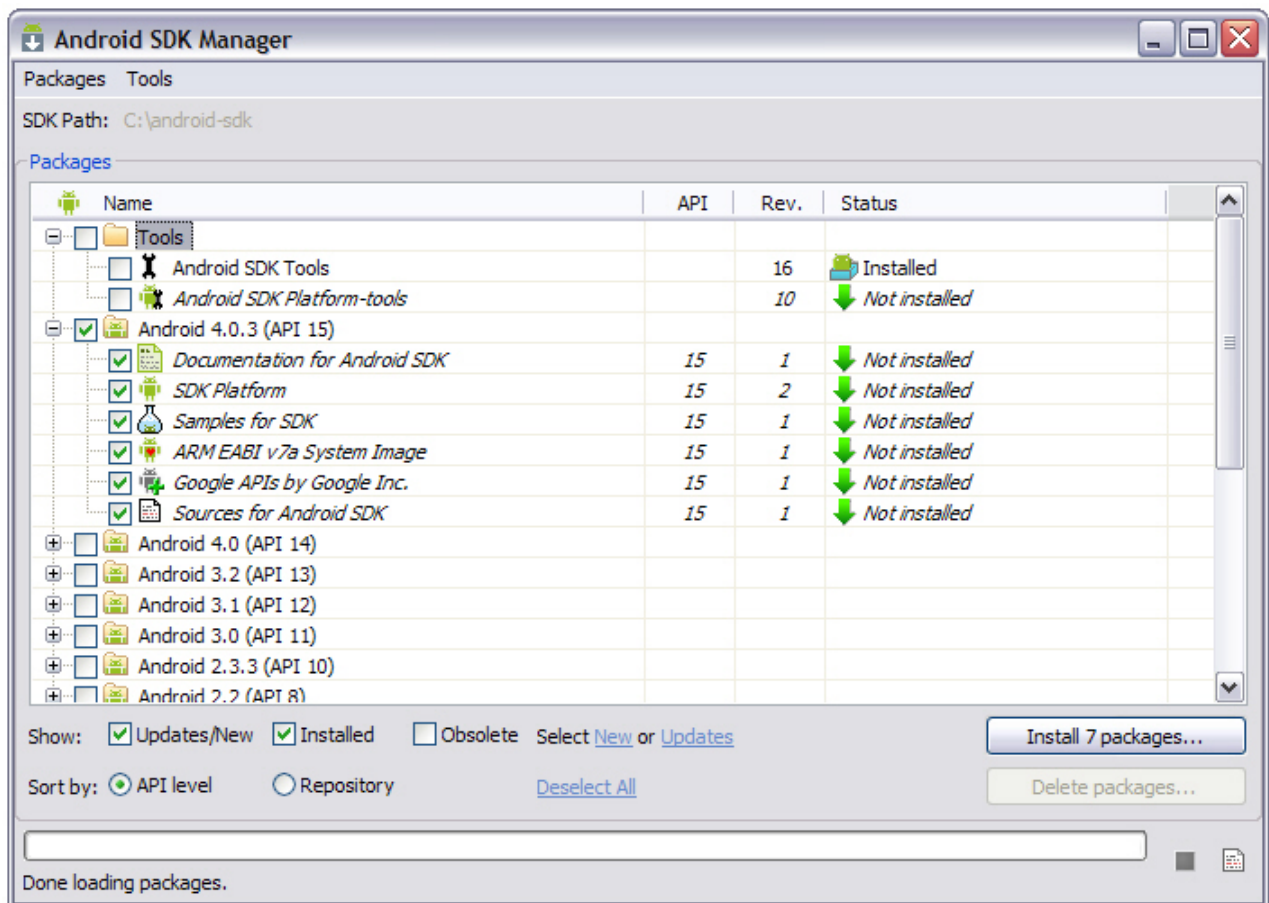 Android SDK Manager
Packages Tools
SDK Path: C:\android-sdk
Packages
Name API Rev. Status
Tools
Android SDK Tools 16 Installed
Android SDK Platform-tools 10 Not installed
Android 4.0.3 (API 15)
Documentation for Android SDK 15 1 Not installed
SDK Platform 15 2 Not installed
Samples for SDK 15 1 Not installed
ARM EABI v7a System Image 15 1 Not installed
Google APIs by Google Inc. 15 1 Not installed
Sources for Android SDK 15 1 Not installed
Android 4.0 (API 14)
Android 3.2 (API 13)
Android 3.1 (API 12)
Android 3.0 (API 11)
Android 2.3.3 (API 10)
Android 2.2 (API 8)
Show: Updates/New Installed Obsolete Select New or Updates Install 7 packages...
Sort by: API level Repository Deselect All Delete packages...
Done loading packages.